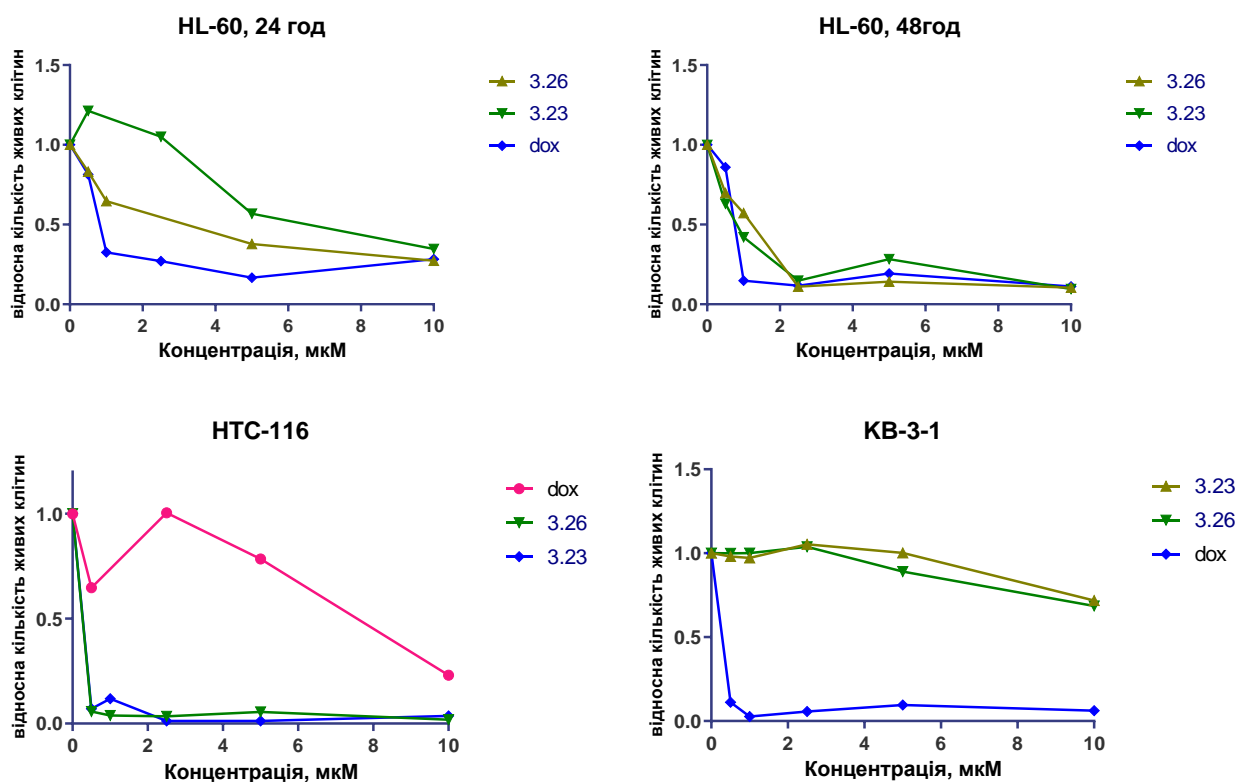 HL-60, 24 год
відносна кількість живих клітин
1.5
1.0
0.5
0.0
0 2 4 6 8 10
Концентрація, мкМ
3.26
3.23
dox
HL-60, 48год
відносна кількість живих клітин
1.5
1.0
0.5
0.0
0 2 4 6 8 10
Концентрація, мкМ
3.26
3.23
dox
HTC-116
відносна кількість живих клітин
1.0
0.5
0.0
0 2 4 6 8 10
Концентрація, мкМ
dox
3.26
3.23
KB-3-1
відносна кількість живих клітин
1.5
1.0
0.5
0.0
0 2 4 6 8 10
Концентрація, мкМ
3.23
3.26
dox